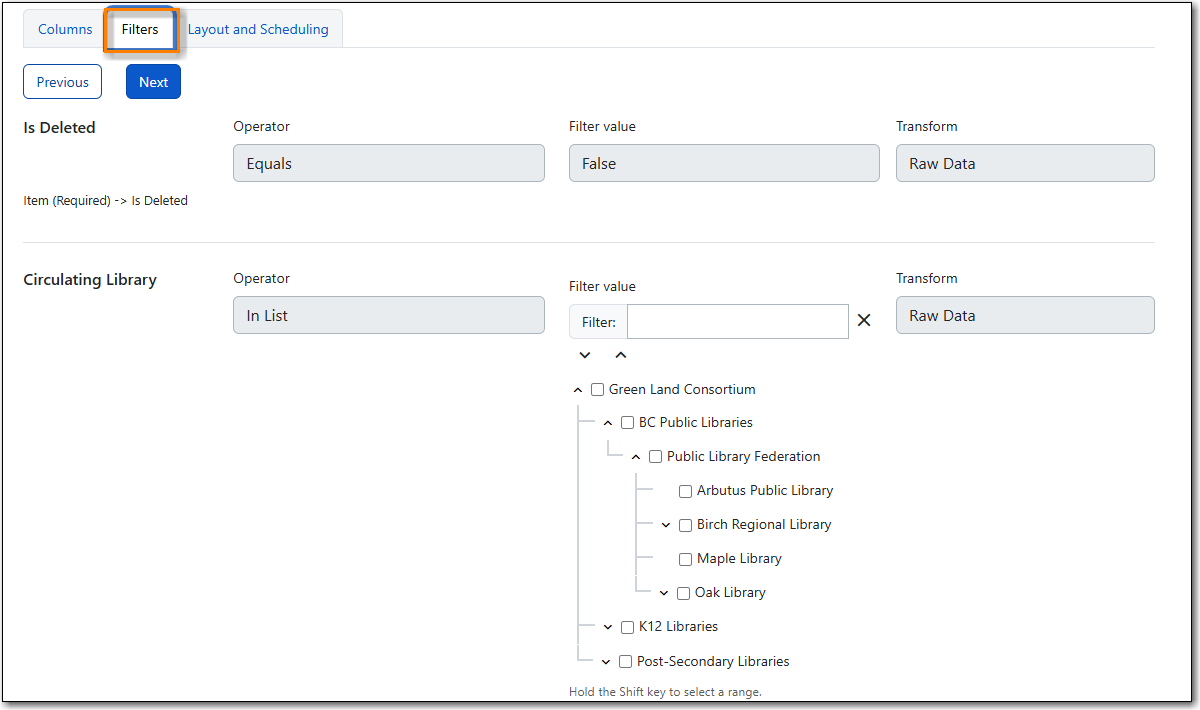 Columns Filters Layout and Scheduling
Previous Next
Is Deleted Operator Filter value Transform
Equals False Raw Data
Item (Required) -> Is Deleted
Circulating Library Operator Filter value Transform
In List Filter: Raw Data
Green Land Consortium
BC Public Libraries
Public Library Federation
Arbutus Public Library
Birch Regional Library
Maple Library
Oak Library
K12 Libraries
Post-Secondary Libraries
Hold the Shift key to select a range.